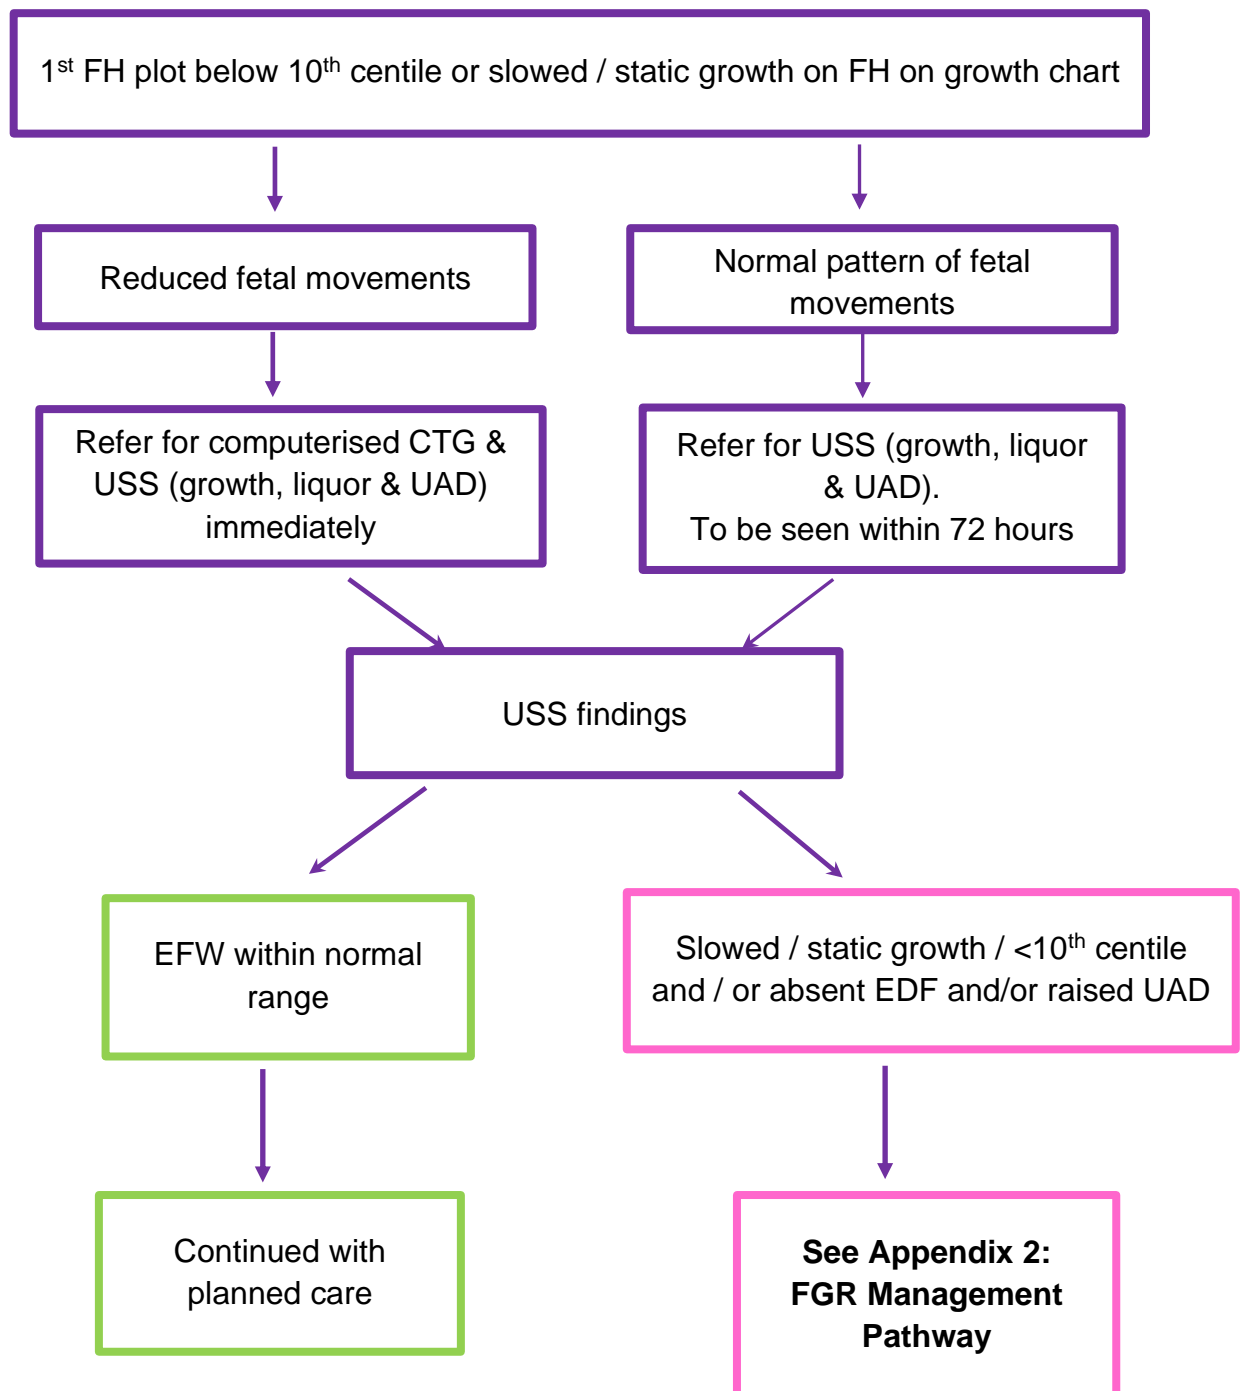 1st FH plot below 10th centile or slowed / static growth on FH on growth chart
Reduced fetal movements
Normal pattern of fetal
movements
Refer for computerised CTG &
USS (growth, liquor & UAD)
immediately
Refer for USS (growth, liquor
& UAD).
To be seen within 72 hours
USS findings
EFW within normal
range
Slowed / static growth / <10th centile
and / or absent EDF and/or raised UAD
Continued with
planned care
See Appendix 2:
FGR Management
Pathway